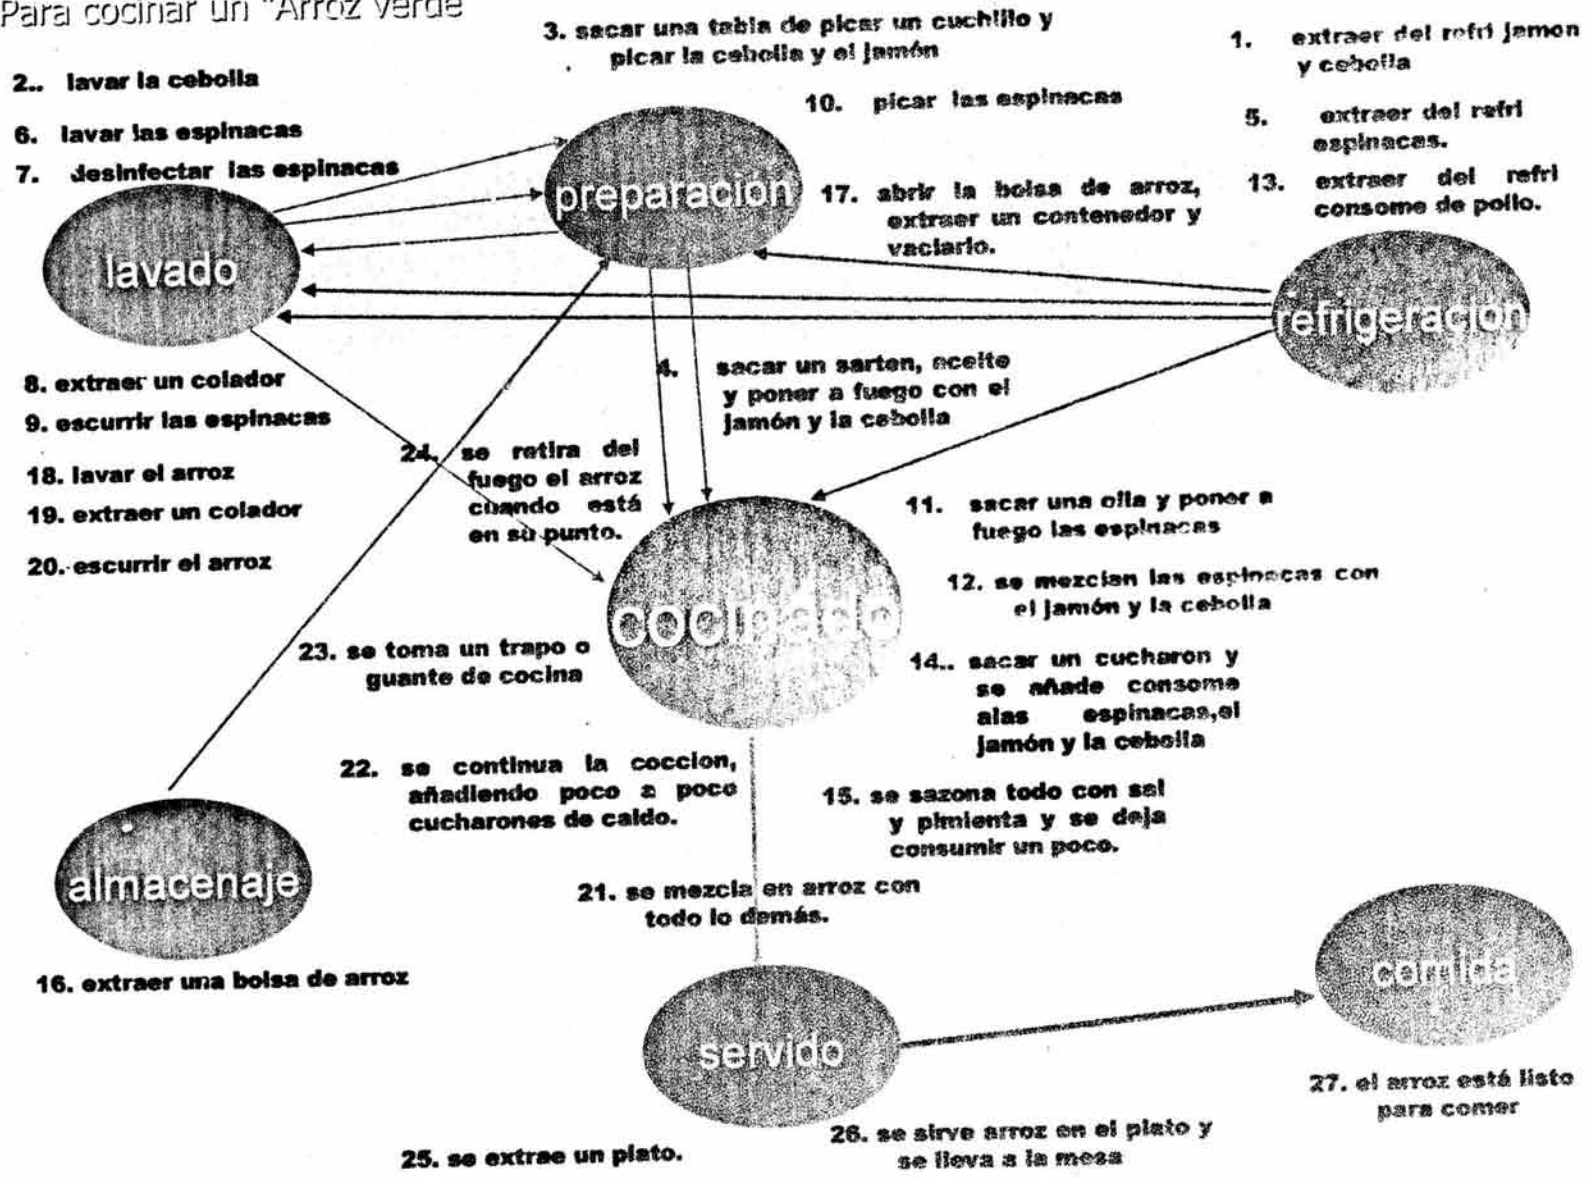 Para cocinar un "Arroz verde
3. sacar una tabla de picar un cuchillo y
picar la cebolla y el jamón
1. extraer del refri jamon
y cebolla
2.. lavar la cebolla
10. picar las espinacas
5. extraer del refri
espinacas.
6. lavar las espinacas
7. desinfectar las espinacas
13. extraer del refri
consome de pollo.
preparación
17. abrir la bolsa de arroz,
extraer un contenedor y
vaciarlo.
lavado
refrigeración
8. extraer un colador
9. escurrir las espinacas
18. lavar el arroz
19. extraer un colador
20. escurrir el arroz
4. sacar un sarten, aceite
y poner a fuego con el
jamón y la cebolla
24. se retira del
fuego el arroz
cuando está
en su punto.
11. sacar una olla y poner a
fuego las espinacas
12. se mezclan las espinacas con
el jamón y la cebolla
cocinado
23. se toma un trapo o
guante de cocina
14.. sacar un cucharon y
se añade consome
alas espinacas,el
jamón y la cebolla
22. se continua la coccion,
añadiendo poco a poco
cucharones de caldo.
15. se sazona todo con sal
y pimienta y se deja
consumir un poco.
almacenaje
21. se mezcla en arroz con
todo lo demás.
16. extraer una bolsa de arroz
comida
servido
27. el arroz está listo
para comer
25. se extrae un plato.
26. se sirve arroz en el plato y
se lleva a la mesa